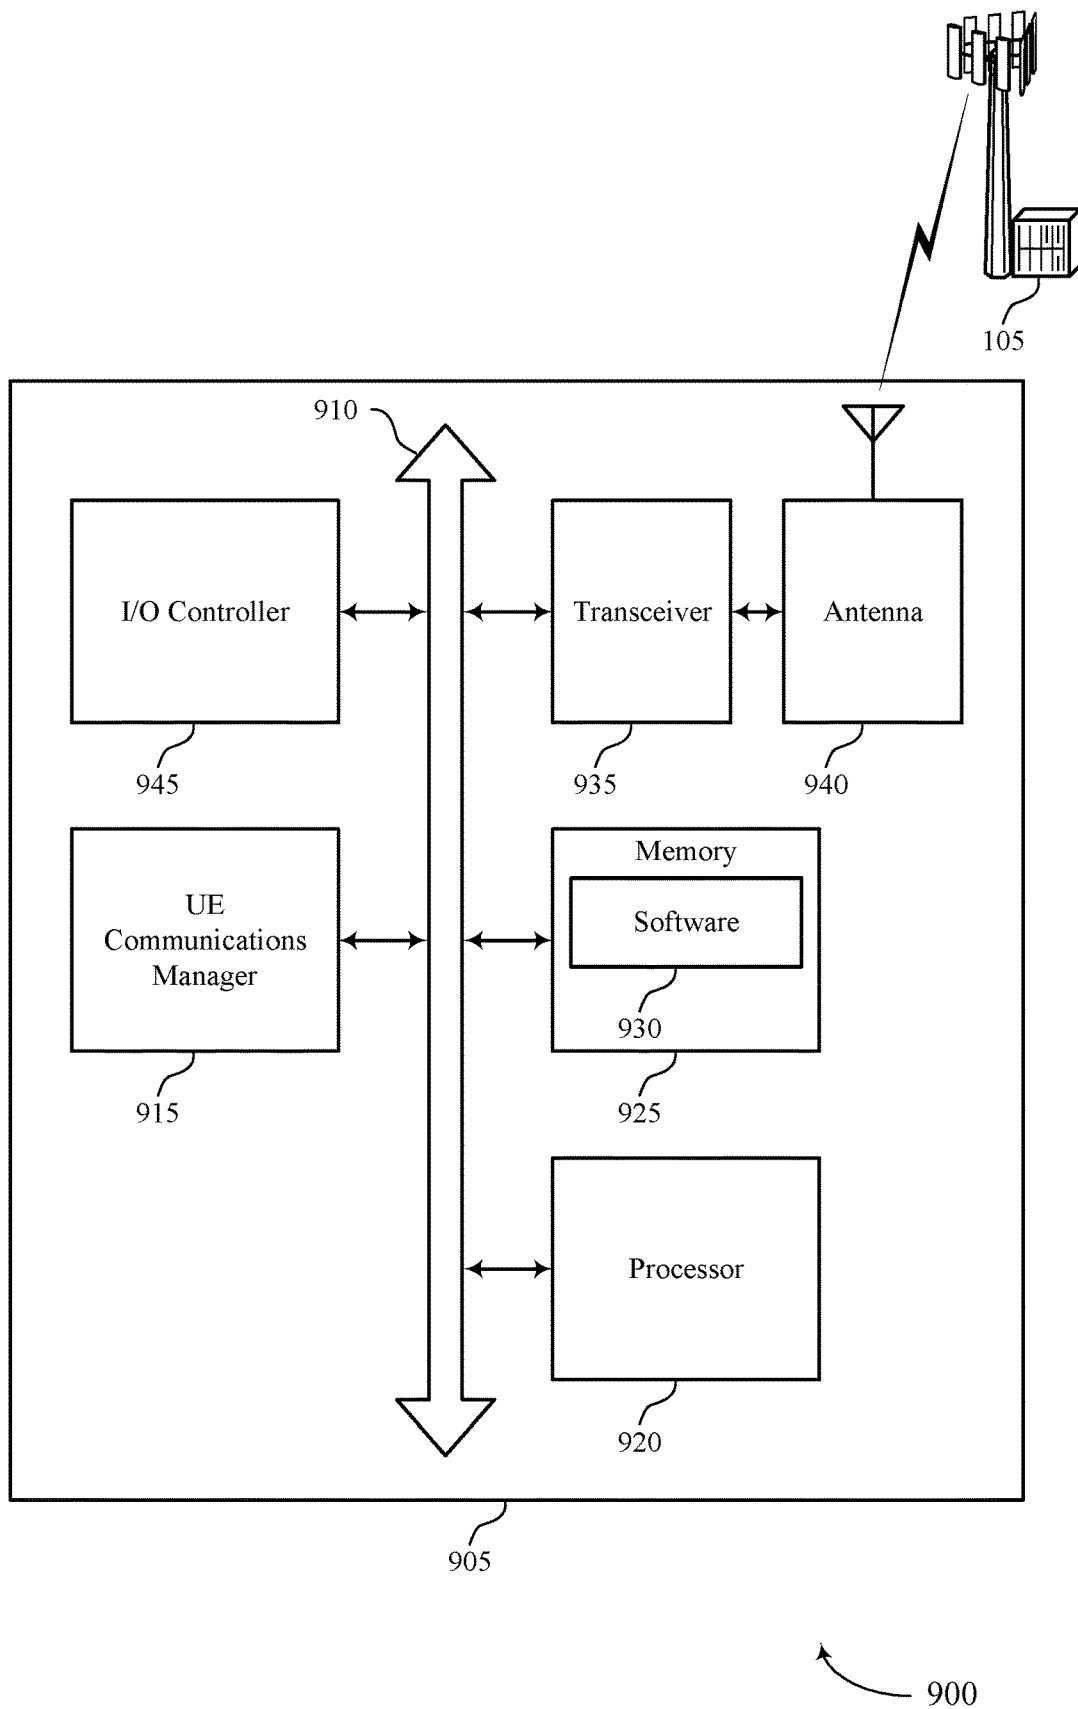 105
910
I/O Controller
Transceiver
Antenna
945
935
940
UE
Communications
Manager
Memory
Software
930
915
925
Processor
920
905
900